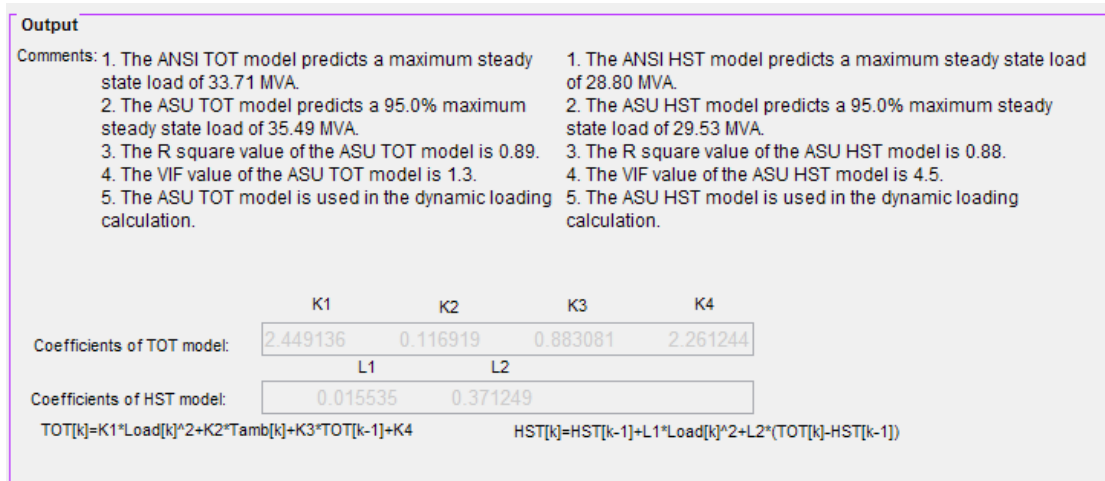 Output
Comments:
1. The ANSI TOT model predicts a maximum steady
state load of 33.71 MVA.
2. The ASU TOT model predicts a 95.0% maximum
steady state load of 35.49 MVA.
3. The R square value of the ASU TOT model is 0.89.
4. The VIF value of the ASU TOT model is 1.3.
5. The ASU TOT model is used in the dynamic loading
calculation.
1. The ANSI HST model predicts a maximum steady state load
of 28.80 MVA.
2. The ASU HST model predicts a 95.0% maximum steady
state load of 29.53 MVA.
3. The R square value of the ASU HST model is 0.88.
4. The VIF value of the ASU HST model is 4.5.
5. The ASU HST model is used in the dynamic loading
calculation.
K1 K2 K3 K4
Coefficients of TOT model: 2.449136 0.116919 0.883081 2.261244
L1 L2
Coefficients of HST model: 0.015535 0.371249
TOT[k]=K1*Load[k]^2+K2*Tamb[k]+K3*TOT[k-1]+K4 HST[k]=HST[k-1]+L1*Load[k]^2+L2*(TOT[k]-HST[k-1])